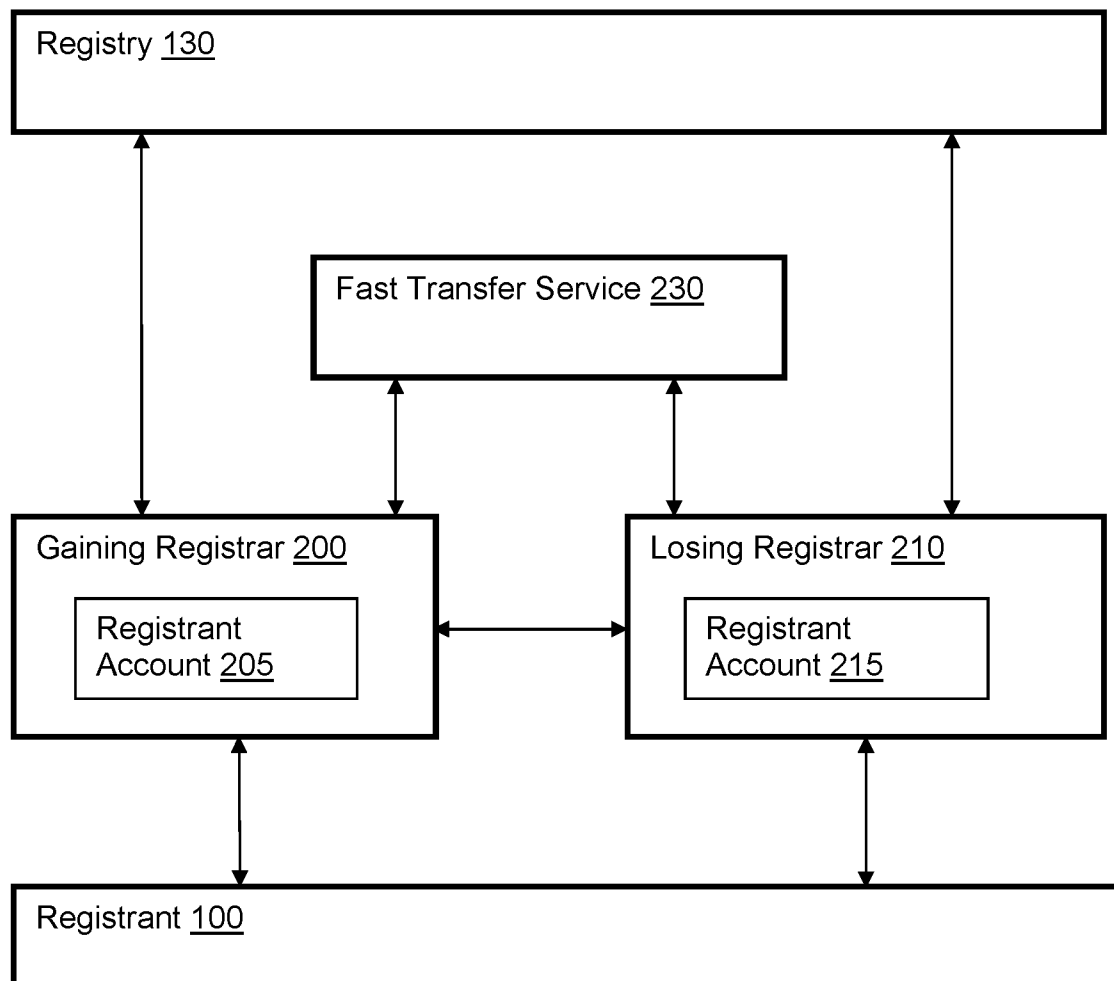 Registry 130
Fast Transfer Service 230
Gaining Registrar 200
Registrant
Account 205
Losing Registrar 210
Registrant
Account 215
Registrant 100